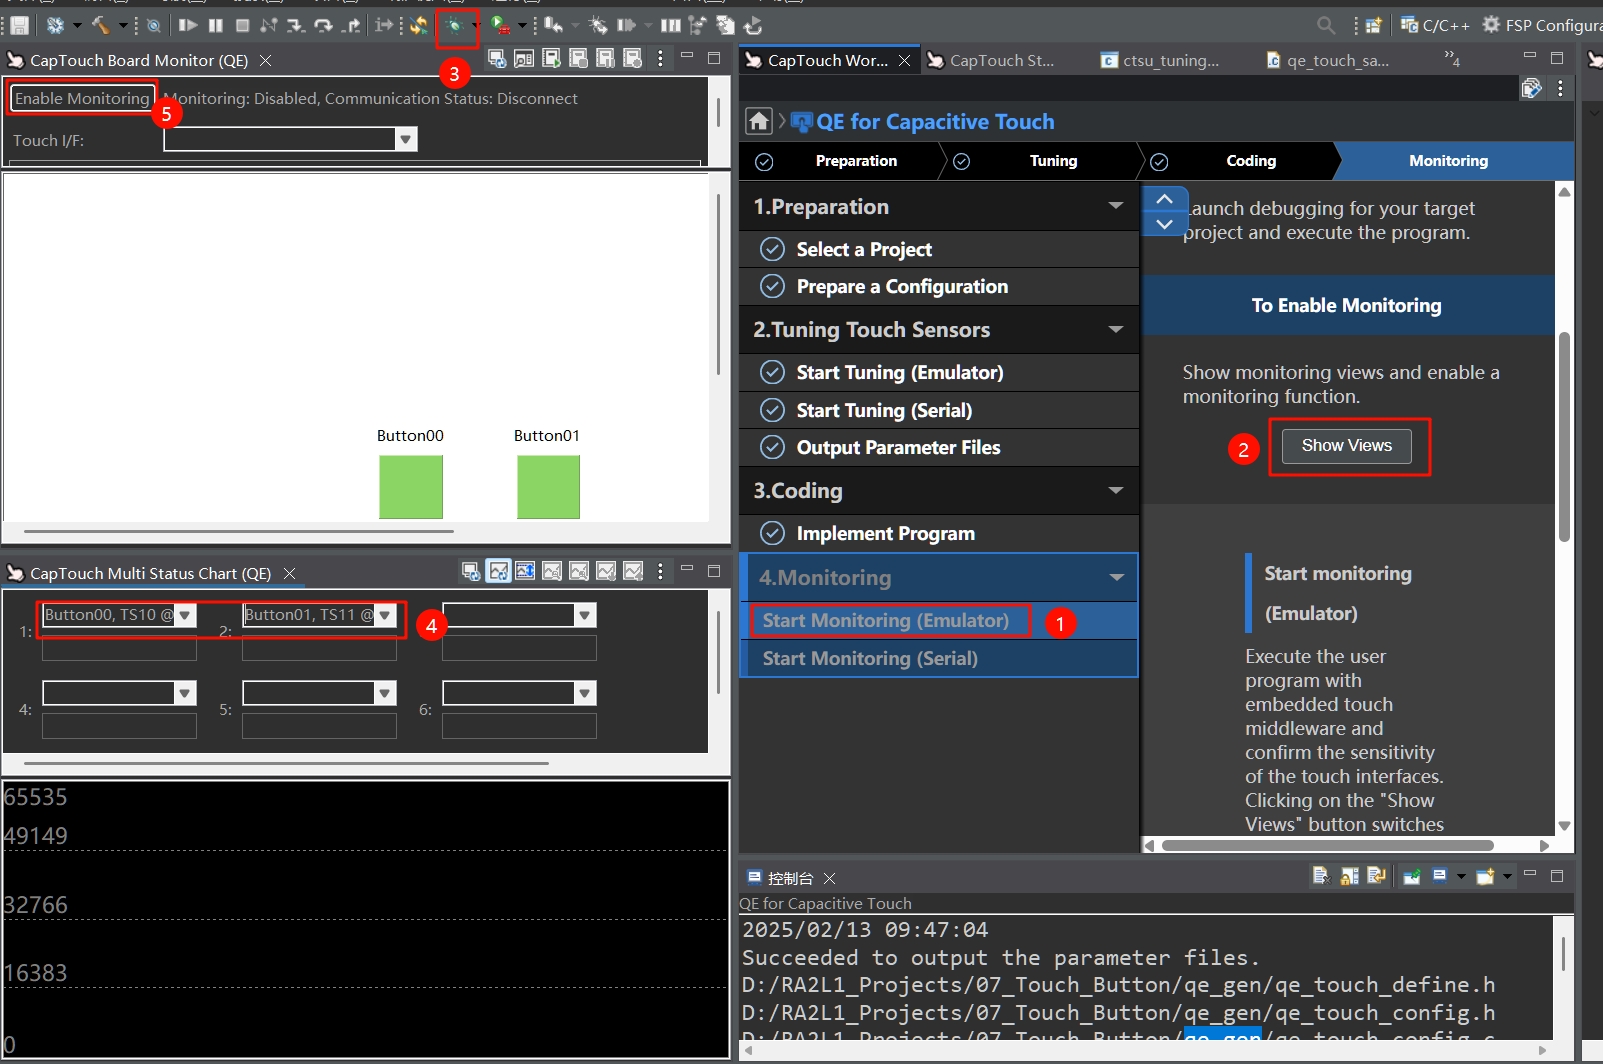 C/C++
FSP Configura
3
CapTouch Board Monitor (QE)
Enable Monitoring
Monitoring: Disabled, Communication Status: Disconnect
5
Touch I/F:
Button00
Button01
CapTouch Multi Status Chart (QE)
1:
Button00, TS10 @
2:
Button01, TS11 @
4
4:
5:
6:
65535
49149
32766
16383
0
CapTouch Wor...
CapTouch St...
ctsu_tuning...
qe_touch_sa...
4
QE for Capacitive Touch
Preparation
Tuning
Coding
Monitoring
1.Preparation
Select a Project
Prepare a Configuration
2.Tuning Touch Sensors
Start Tuning (Emulator)
Start Tuning (Serial)
Output Parameter Files
3.Coding
Implement Program
4.Monitoring
Start Monitoring (Emulator)
1
Start Monitoring (Serial)
Launch debugging for your target
project and execute the program.
To Enable Monitoring
Show monitoring views and enable a
monitoring function.
2
Show Views
Start monitoring
(Emulator)
Execute the user
program with
embedded touch
middleware and
confirm the sensitivity
of the touch interfaces.
Clicking on the "Show
Views" button switches
控制台
QE for Capacitive Touch
2025/02/13 09:47:04
Succeeded to output the parameter files.
D:/RA2L1_Projects/07_Touch_Button/qe_gen/qe_touch_define.h
D:/RA2L1_Projects/07_Touch_Button/qe_gen/qe_touch_config.h
D:/RA2L1_Projects/07_Touch_Button/qe_gen/qe_touch_config.c